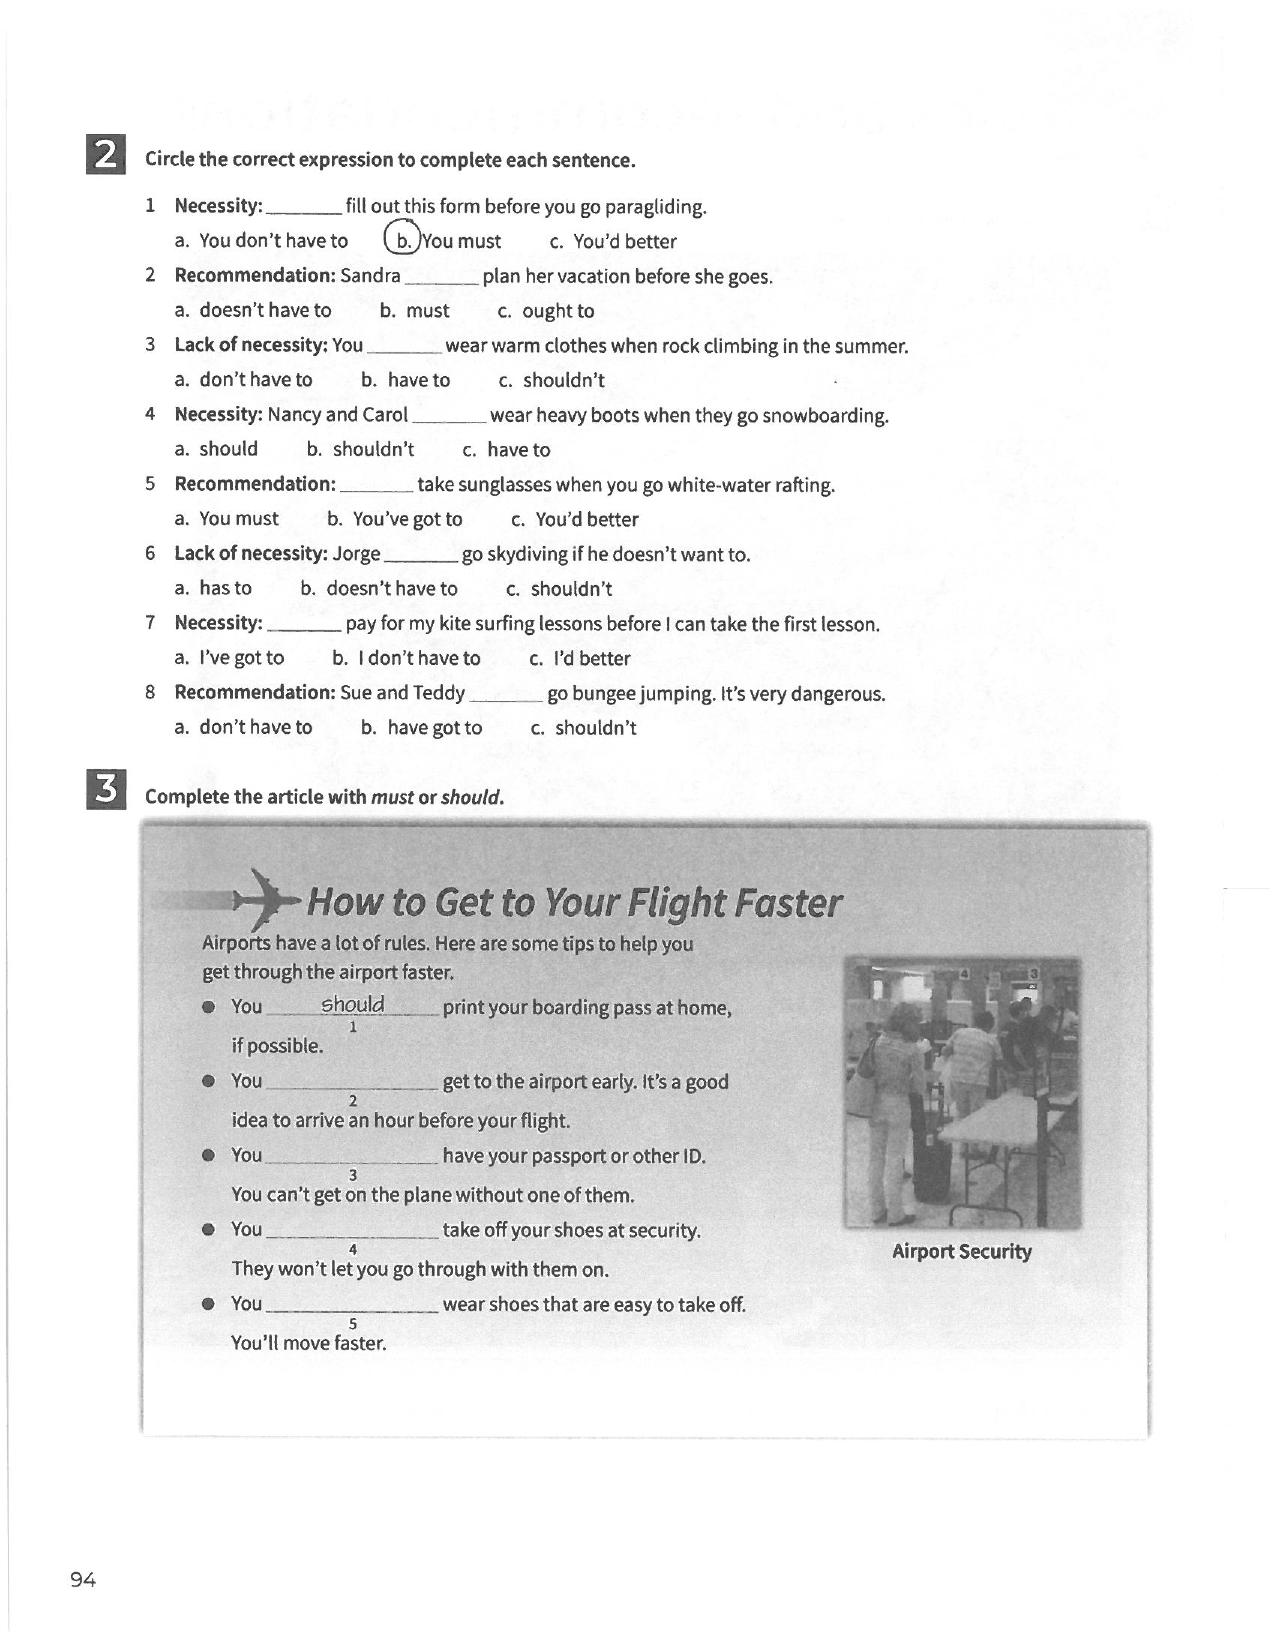 2 Circle the correct expression to complete each sentence.
1 Necessity: _______ fill out this form before you go paragliding.
a. You don't have to b. You must c. You'd better
2 Recommendation: Sandra _______ plan her vacation before she goes.
a. doesn't have to b. must c. ought to
3 Lack of necessity: You _______ wear warm clothes when rock climbing in the summer.
a. don't have to b. have to c. shouldn't
4 Necessity: Nancy and Carol _______ wear heavy boots when they go snowboarding.
a. should b. shouldn't c. have to
5 Recommendation: _______ take sunglasses when you go white-water rafting.
a. You must b. You've got to c. You'd better
6 Lack of necessity: Jorge _______ go skydiving if he doesn't want to.
a. has to b. doesn't have to c. shouldn't
7 Necessity: _______ pay for my kite surfing lessons before I can take the first lesson.
a. I've got to b. I don't have to c. I'd better
8 Recommendation: Sue and Teddy _______ go bungee jumping. It's very dangerous.
a. don't have to b. have got to c. shouldn't
3 Complete the article with must or should.
How to Get to Your Flight Faster
Airports have a lot of rules. Here are some tips to help you
get through the airport faster.
● You should print your boarding pass at home,
1
if possible.
● You _______________ get to the airport early. It's a good
2
idea to arrive an hour before your flight.
● You _______________ have your passport or other ID.
3
You can't get on the plane without one of them.
● You _______________ take off your shoes at security.
4
They won't let you go through with them on.
● You _______________ wear shoes that are easy to take off.
5
You'll move faster.
4 3
Airport Security
94